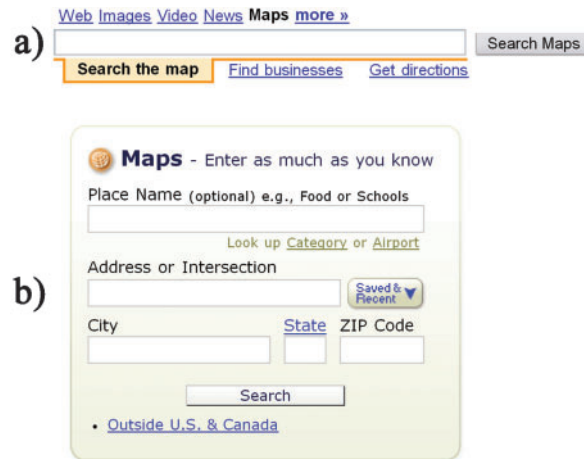 Web Images Video News Maps more »
a) Search Maps
Search the map Find businesses Get directions
Maps - Enter as much as you know
Place Name (optional) e.g., Food or Schools
Look up Category or Airport
Address or Intersection
b) Saved & Recent
City State ZIP Code
Search
• Outside U.S. & Canada